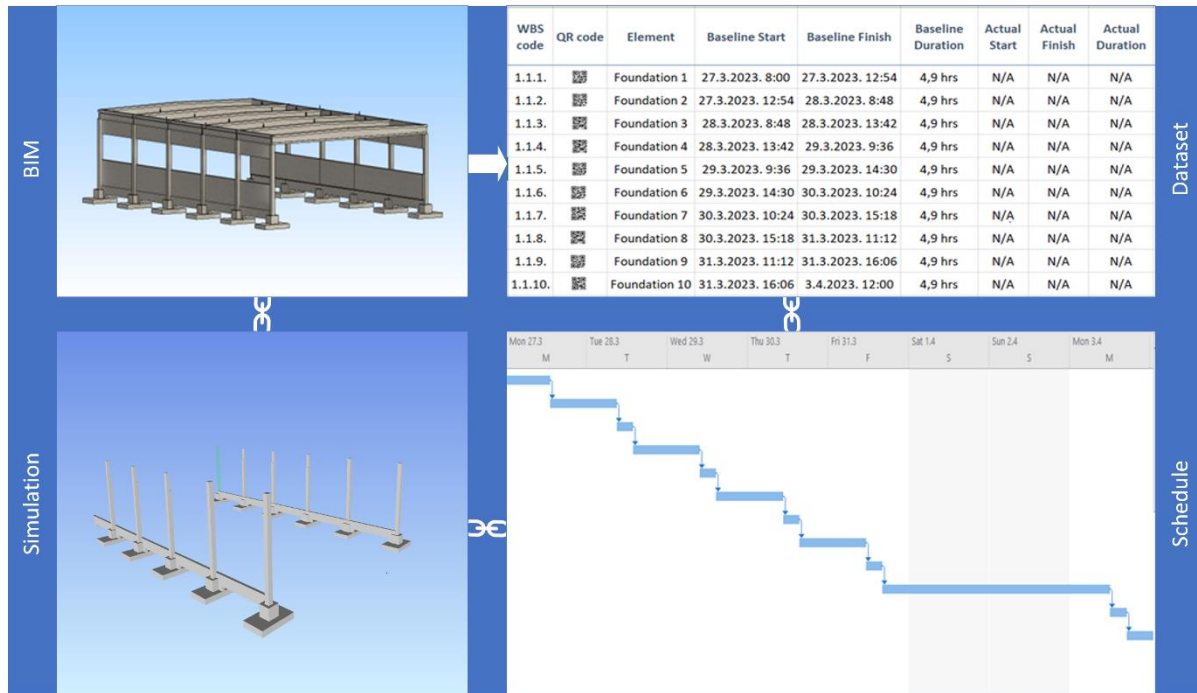 BIM
WBS code QR code Element Baseline Start Baseline Finish Baseline Duration Actual Start Actual Finish Actual Duration
1.1.1. Foundation 1 27.3.2023. 8:00 27.3.2023. 12:54 4,9 hrs N/A N/A N/A
1.1.2. Foundation 2 27.3.2023. 12:54 28.3.2023. 8:48 4,9 hrs N/A N/A N/A
1.1.3. Foundation 3 28.3.2023. 8:48 28.3.2023. 13:42 4,9 hrs N/A N/A N/A
1.1.4. Foundation 4 28.3.2023. 13:42 29.3.2023. 9:36 4,9 hrs N/A N/A N/A
1.1.5. Foundation 5 29.3.2023. 9:36 29.3.2023. 14:30 4,9 hrs N/A N/A N/A
1.1.6. Foundation 6 29.3.2023. 14:30 30.3.2023. 10:24 4,9 hrs N/A N/A N/A
1.1.7. Foundation 7 30.3.2023. 10:24 30.3.2023. 15:18 4,9 hrs N/A N/A N/A
1.1.8. Foundation 8 30.3.2023. 15:18 31.3.2023. 11:12 4,9 hrs N/A N/A N/A
1.1.9. Foundation 9 31.3.2023. 11:12 31.3.2023. 16:06 4,9 hrs N/A N/A N/A
1.1.10. Foundation 10 31.3.2023. 16:06 3.4.2023. 12:00 4,9 hrs N/A N/A N/A
Dataset
Simulation
Mon 27.3 Tue 28.3 Wed 29.3 Thu 30.3 Fri 31.3 Sat 1.4 Sun 2.4 Mon 3.4
M T W T F S S M
Schedule